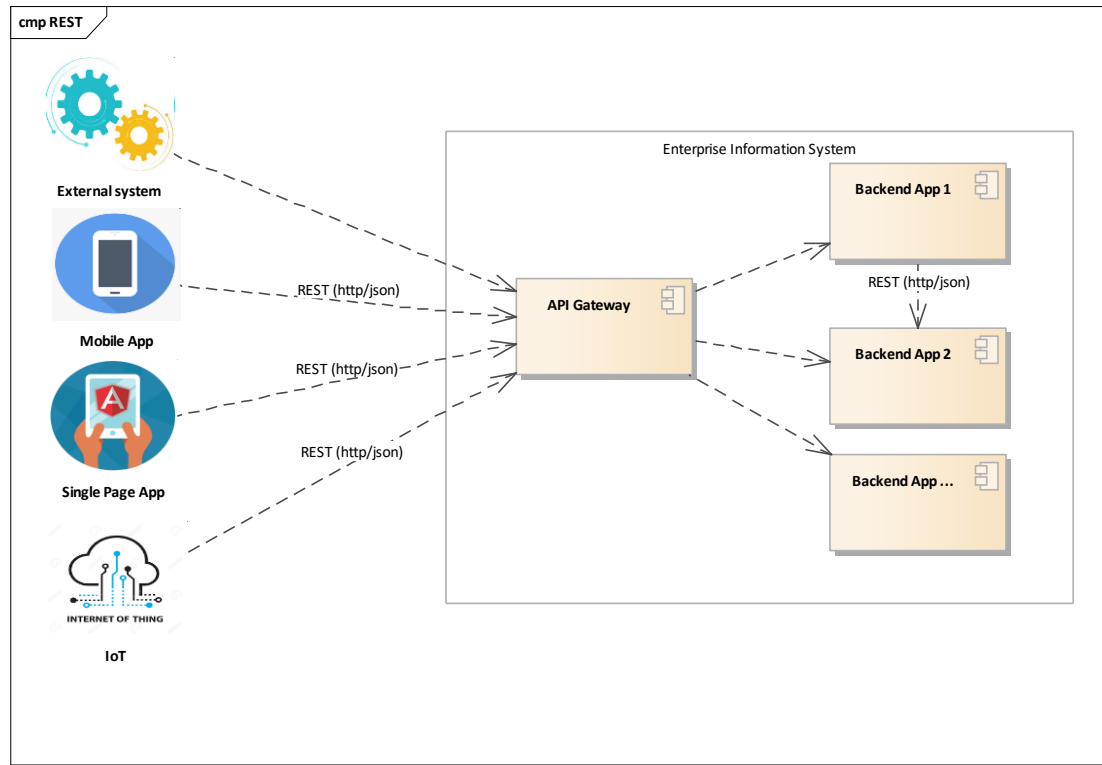 cmp REST
External system
Enterprise Information System
Backend App 1
REST (http/json)
Mobile App
REST (http/json)
API Gateway
Backend App 2
REST (http/json)
A
Single Page App
REST (http/json)
Backend App ...
INTERNET OF THING
IoT